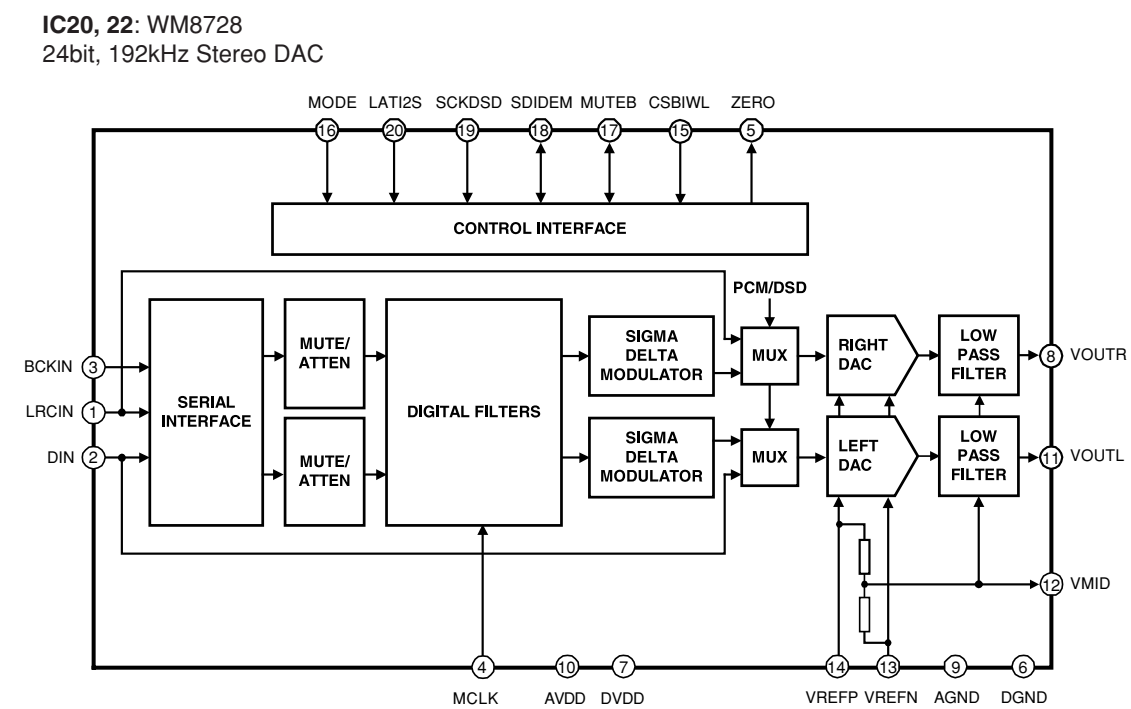 IC20, 22: WM8728
24bit, 192kHz Stereo DAC
MODE LATI2S SCKDSD SDIDEM MUTEB CSBIWL ZERO
16 20 19 18 17 15 5
CONTROL INTERFACE
PCM/DSD
BCKIN 3
LRCIN 1
DIN 2
SERIAL
INTERFACE
MUTE/
ATTEN
MUTE/
ATTEN
DIGITAL FILTERS
SIGMA
DELTA
MODULATOR
SIGMA
DELTA
MODULATOR
MUX
MUX
RIGHT
DAC
LEFT
DAC
LOW
PASS
FILTER
LOW
PASS
FILTER
8 VOUTR
11 VOUTL
12 VMID
4 10 7 14 13 9 6
MCLK AVDD DVDD VREFP VREFN AGND DGND